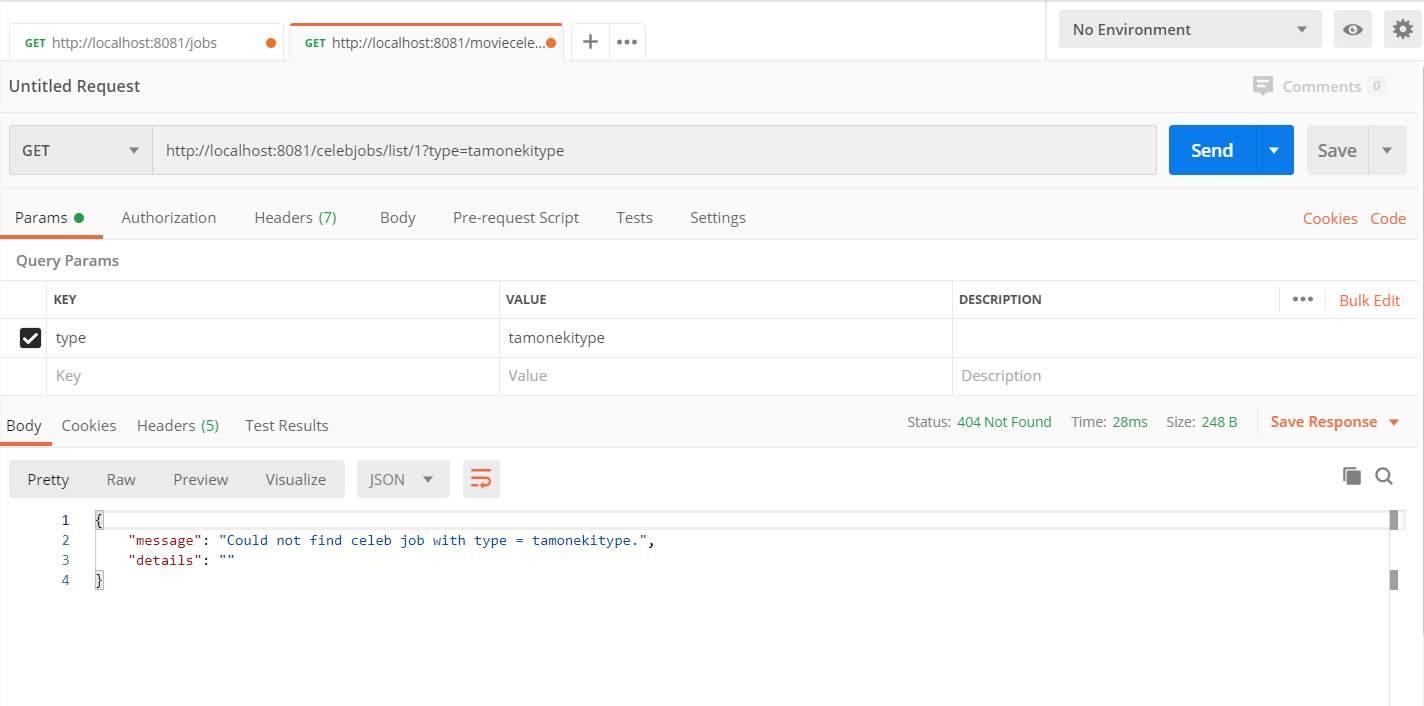 GET http://localhost:8081/jobs
GET http://localhost:8081/moviecele...
No Environment
Untitled Request
Comments 0
GET
http://localhost:8081/celebjobs/list/1?type=tamonekitype
Send
Save
Params
Authorization
Headers (7)
Body
Pre-request Script
Tests
Settings
Cookies
Code
Query Params
KEY
VALUE
DESCRIPTION
Bulk Edit
type
tamonekitype
Key
Value
Description
Body
Cookies
Headers (5)
Test Results
Status: 404 Not Found
Time: 28ms
Size: 248 B
Save Response
Pretty
Raw
Preview
Visualize
JSON
1 {
2 "message": "Could not find celeb job with type = tamonekitype.",
3 "details": ""
4 }